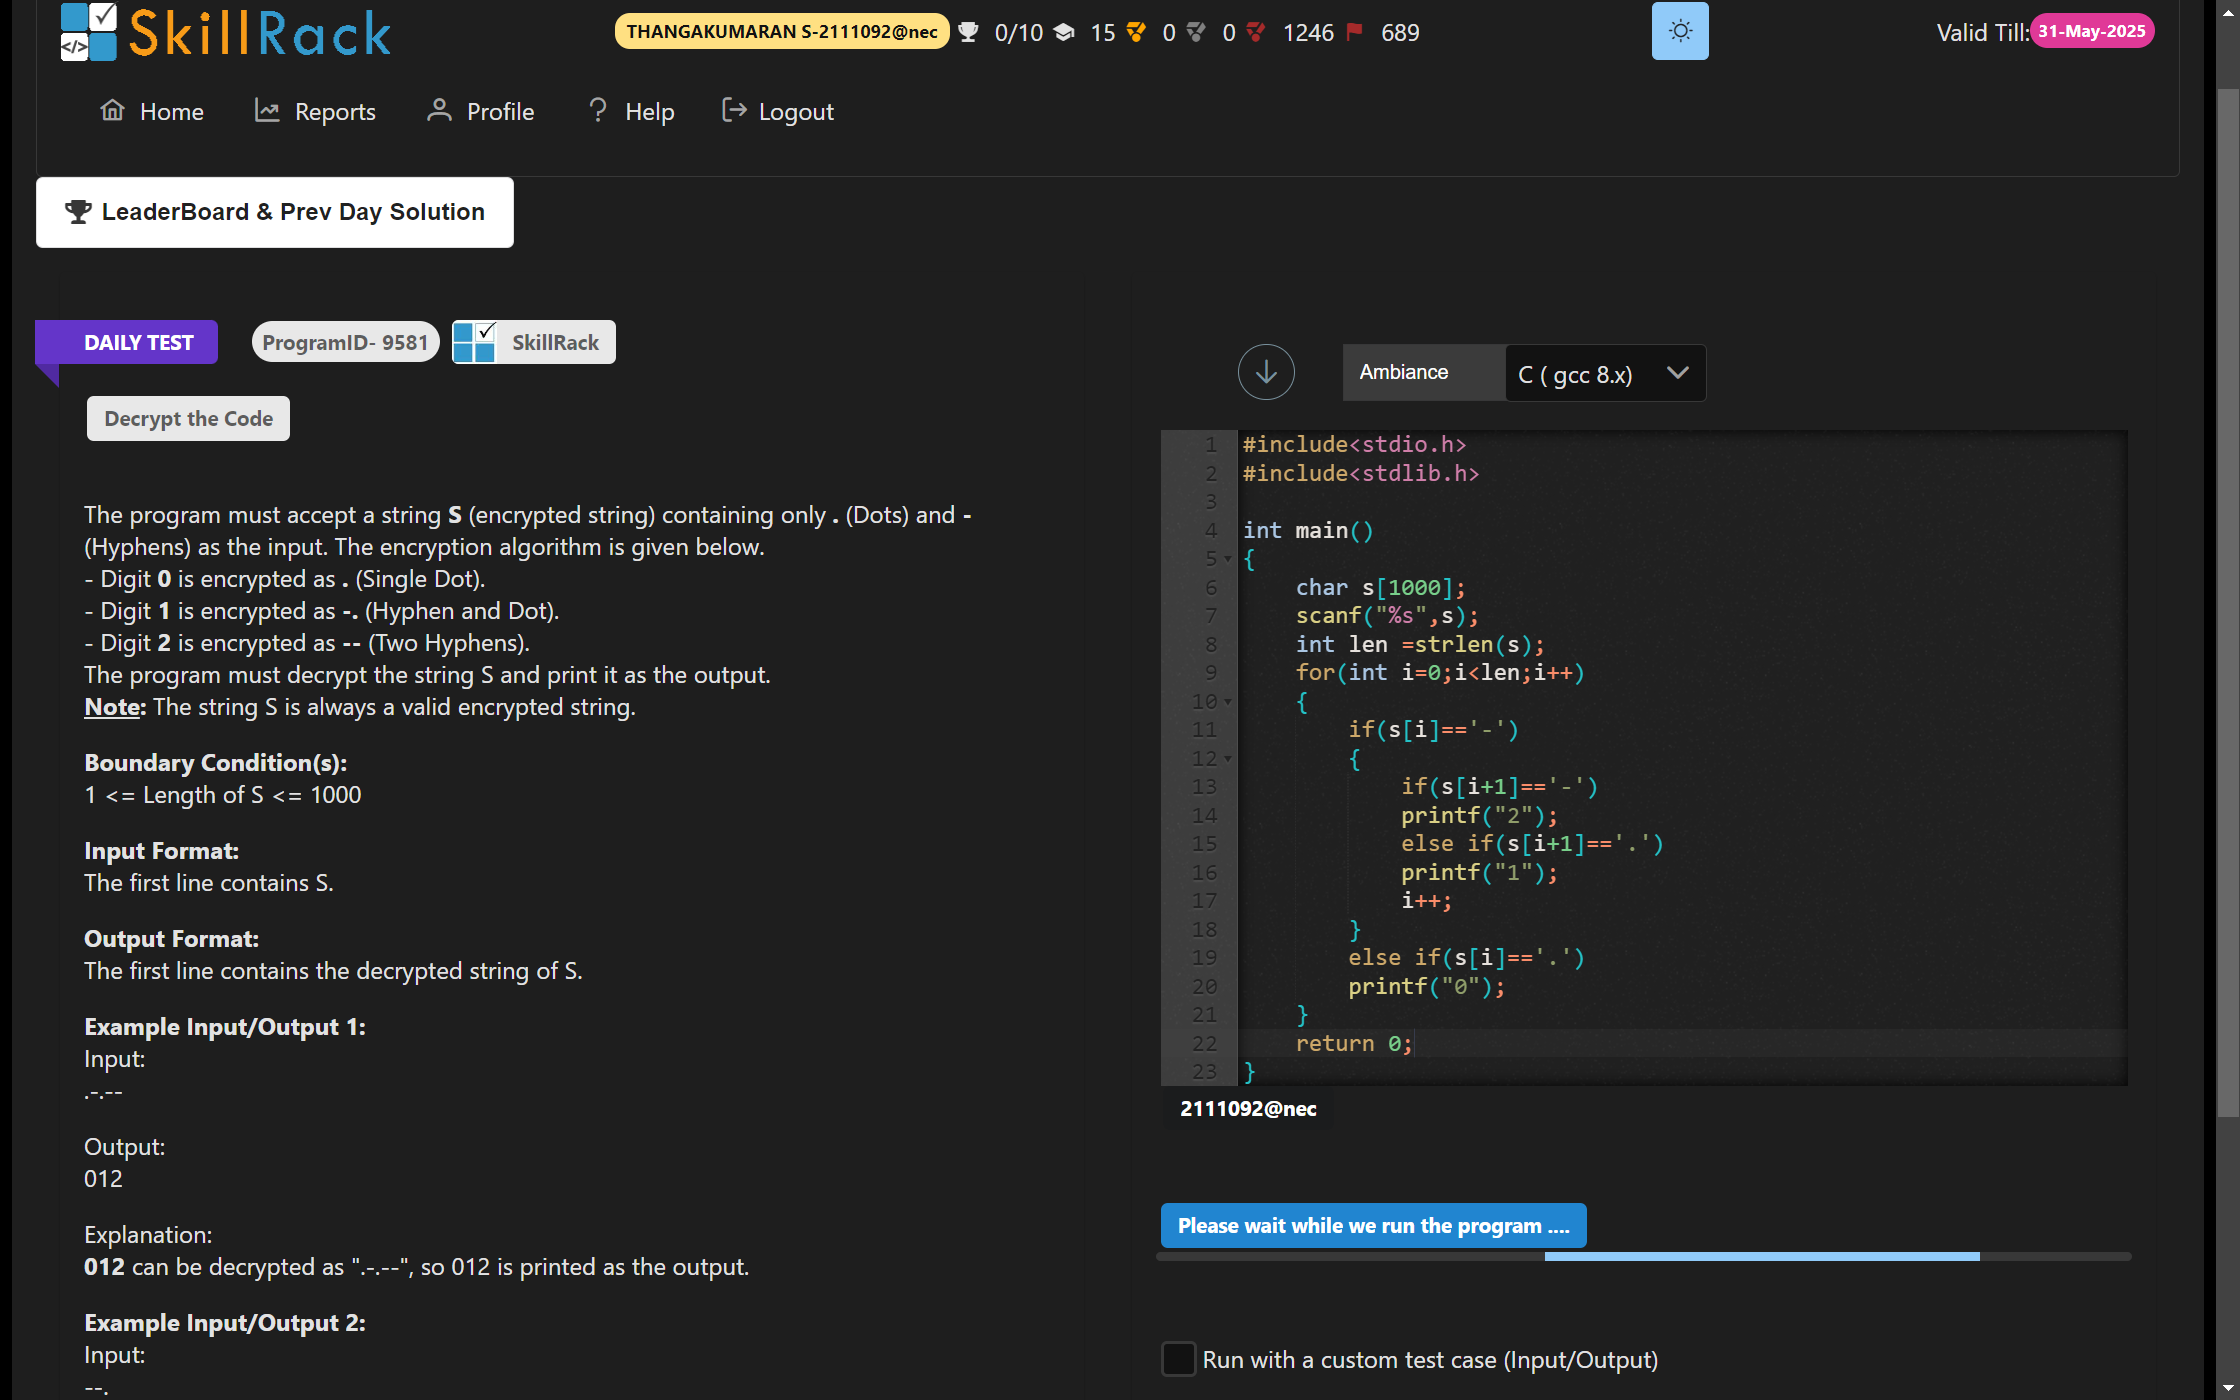 SkillRack
THANGAKUMARAN S-2111092@nec 0/10 15 0 0 1246 689
Valid Till: 31-May-2025
Home Reports Profile Help Logout
LeaderBoard & Prev Day Solution
DAILY TEST ProgramID- 9581 SkillRack
Decrypt the Code
The program must accept a string S (encrypted string) containing only . (Dots) and -
(Hyphens) as the input. The encryption algorithm is given below.
- Digit 0 is encrypted as . (Single Dot).
- Digit 1 is encrypted as -. (Hyphen and Dot).
- Digit 2 is encrypted as -- (Two Hyphens).
The program must decrypt the string S and print it as the output.
Note: The string S is always a valid encrypted string.
Boundary Condition(s):
1 <= Length of S <= 1000
Input Format:
The first line contains S.
Output Format:
The first line contains the decrypted string of S.
Example Input/Output 1:
Input:
.-.--
Output:
012
Explanation:
012 can be decrypted as ".-.--", so 012 is printed as the output.
Example Input/Output 2:
Input:
--.
Ambiance C ( gcc 8.x)
1 #include<stdio.h>
2 #include<stdlib.h>
3
4 int main()
5 {
6     char s[1000];
7     scanf("%s",s);
8     int len =strlen(s);
9     for(int i=0;i<len;i++)
10     {
11         if(s[i]=='-')
12         {
13             if(s[i+1]=='-')
14             printf("2");
15             else if(s[i+1]=='.')
16             printf("1");
17             i++;
18         }
19         else if(s[i]=='.')
20         printf("0");
21     }
22     return 0;
23 }
2111092@nec
Please wait while we run the program ....
Run with a custom test case (Input/Output)